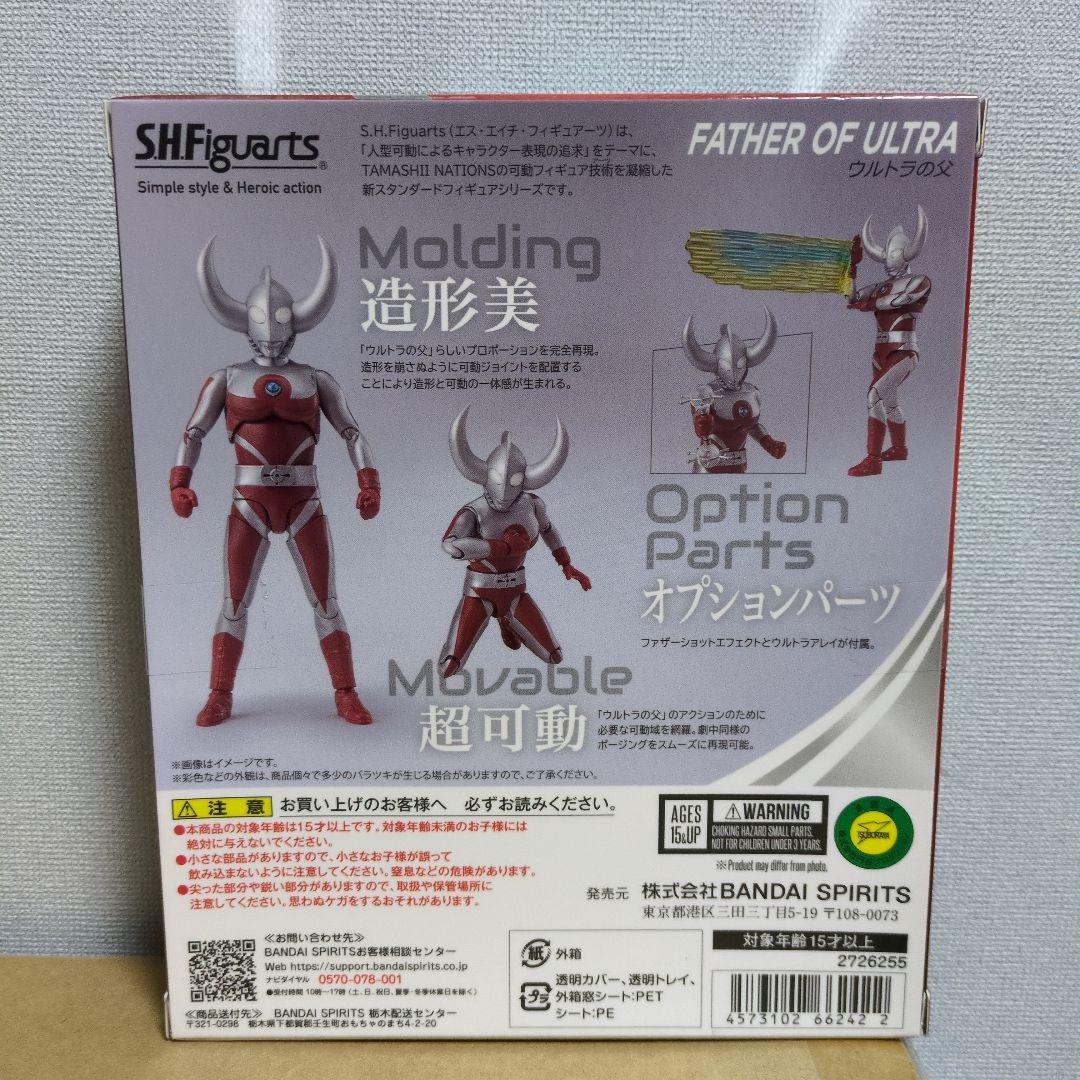 S.H.Figuarts®
Simple style & Heroic action
S.H.Figuarts(エス・エイチ・フィギュアーツ)は、
「人型可動によるキャラクター表現の追求」をテーマに、
TAMASHII NATIONSの可動フィギュア技術を凝縮した
新スタンダードフィギュアシリーズです。
FATHER OF ULTRA
ウルトラの父
Molding
造形美
「ウルトラの父」らしいプロポーションを完全再現。
造形を崩さぬように可動ジョイントを配置する
ことにより造形と可動の一体感が生まれる。
Option
Parts
オプションパーツ
ファザーショットエフェクトとウルトラアレイが付属。
Movable
超可動
「ウルトラの父」のアクションのために
必要な可動域を網羅。劇中同様の
ポージングをスムーズに再現可能。
※画像はイメージです。
※彩色などの外観は、商品個々で多少のバラツキが生じる場合がありますので、ご了承ください。
注意 お買い上げのお客様へ 必ずお読みください。
●本商品の対象年齢は15才以上です。対象年齢未満のお子様には
絶対に与えないでください。
●小さな部品がありますので、小さなお子様が誤って
飲み込まないように注意してください。窒息などの危険があります。
●尖った部分や鋭い部分がありますので、取扱や保管場所に
注意してください。思わぬケガをするおそれがあります。
AGES
15&UP
WARNING
CHOKING HAZARD SMALL PARTS.
NOT FOR CHILDREN UNDER 3 YEARS.
※Product may differ from photo.
TSUBURAYA
発売元 株式会社BANDAI SPIRITS
東京都港区三田三丁目5-19 〒108-0073
≪お問い合わせ先≫
BANDAI SPIRITSお客様相談センター
Web https://support.bandaispirits.co.jp
ナビダイヤル 0570-078-001
●受付時間 10時〜17時(土、日、祝日、夏季・冬季休業日を除く)
≪商品送付先≫ BANDAI SPIRITS 栃木配送センター
〒321-0298 栃木県下都賀郡壬生町おもちゃのまち4-2-20
紙 外箱
プラ 透明カバー、透明トレイ、
外箱窓シート:PET
シート:PE
対象年齢15才以上
2726255
4573102 66242 2